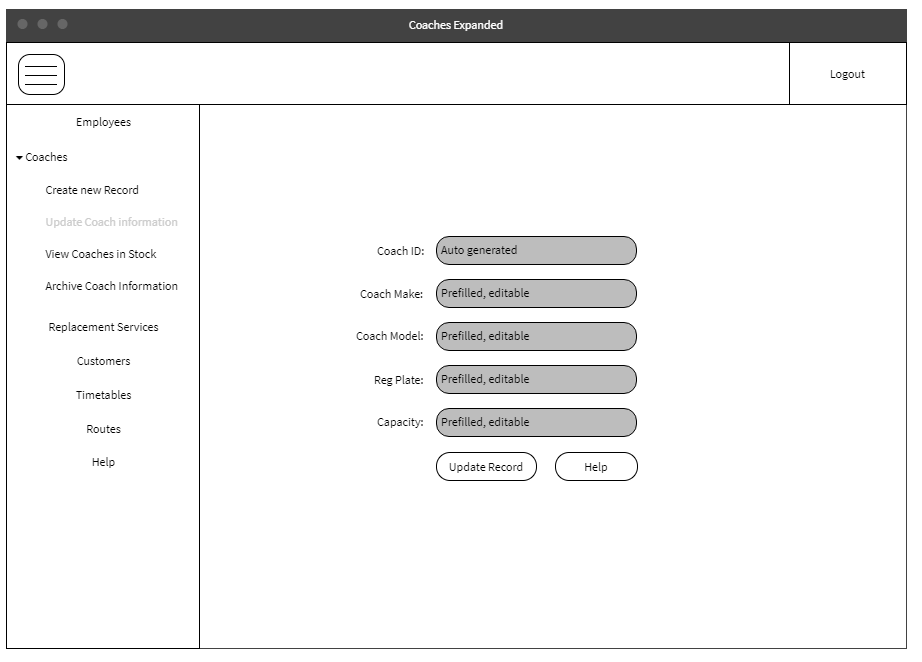 Coaches Expanded
Logout
Employees
Coaches
Create new Record
Update Coach information
View Coaches in Stock
Archive Coach Information
Replacement Services
Customers
Timetables
Routes
Help
Coach ID: Auto generated
Coach Make: Prefilled, editable
Coach Model: Prefilled, editable
Reg Plate: Prefilled, editable
Capacity: Prefilled, editable
Update Record Help